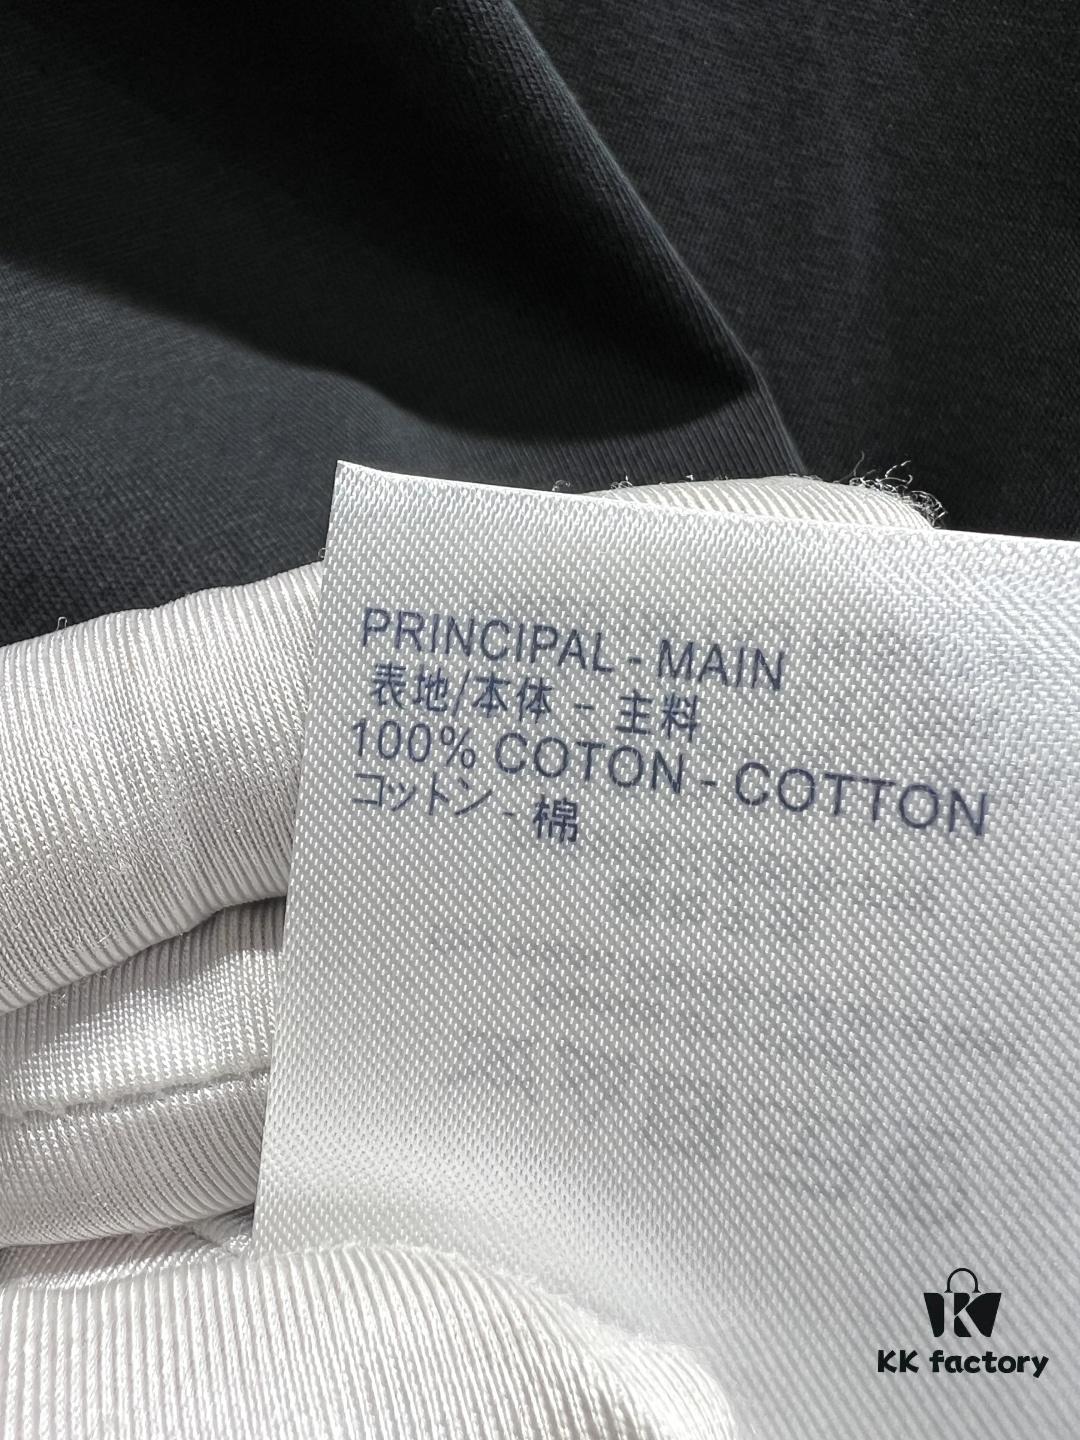 PRINCIPAL - MAIN
表地/本体 - 主料
100% COTON - COTTON
コットン - 棉
KK factory